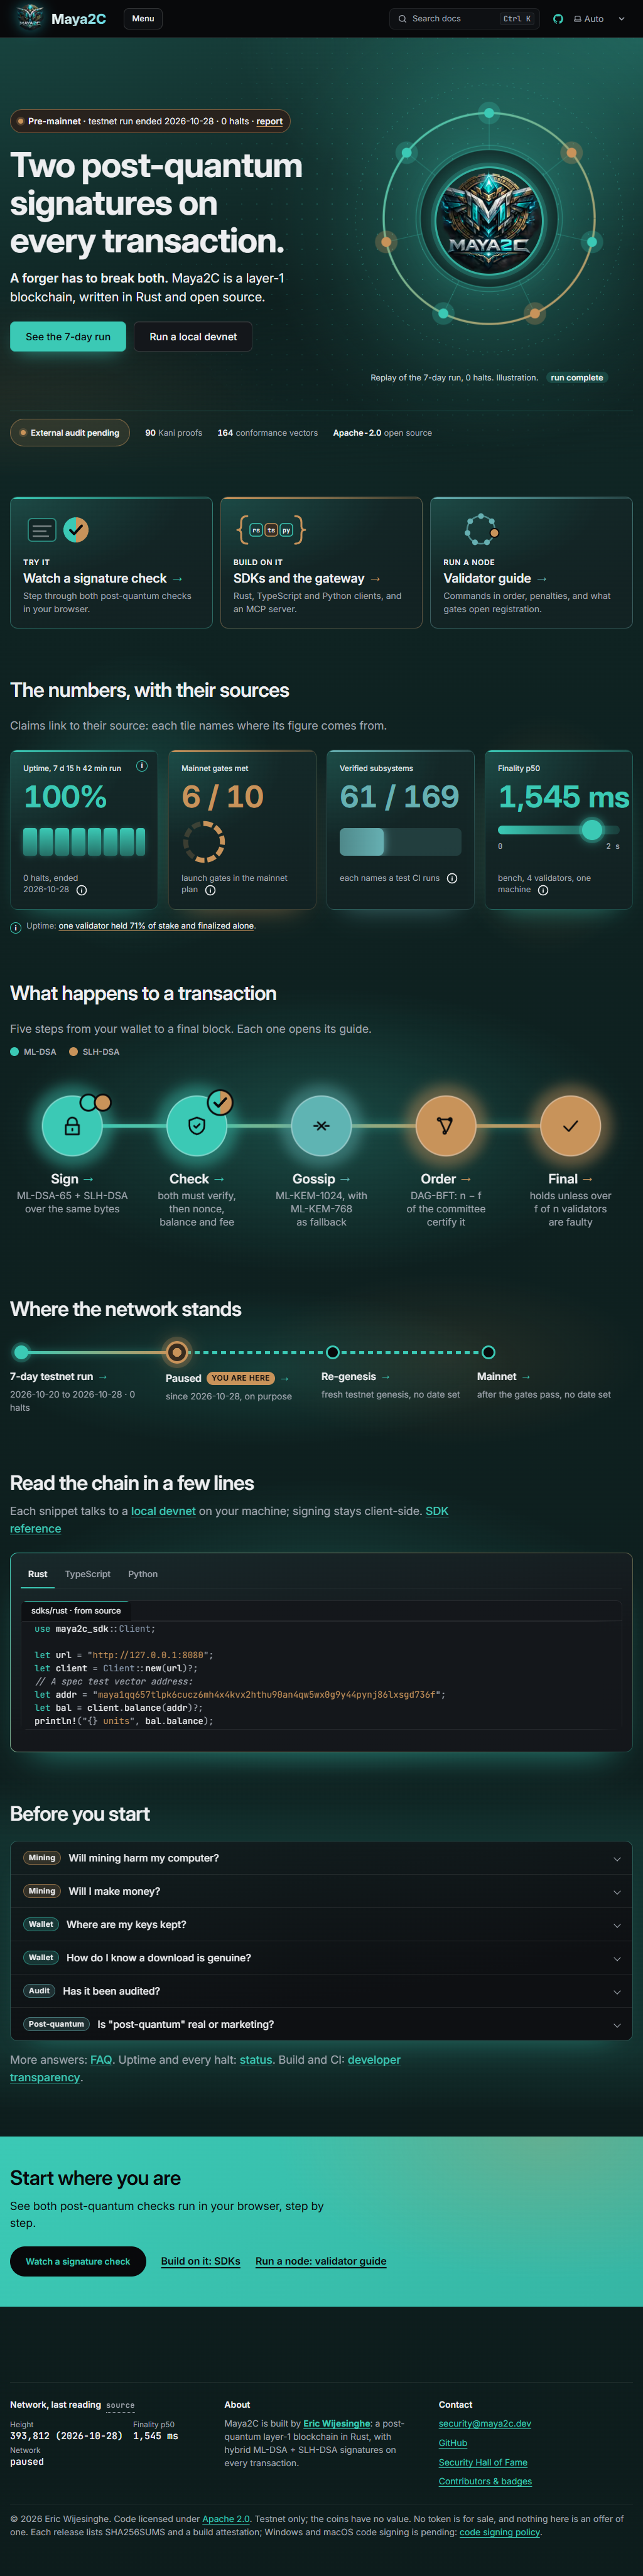 Maya2C
Menu
Search docs
Ctrl K
Auto
Pre-mainnet · testnet run ended 2026-10-28 · 0 halts · report
Two post-quantum
signatures on
every transaction.
A forger has to break both. Maya2C is a layer-1
blockchain, written in Rust and open source.
See the 7-day run
Run a local devnet
MAYA2C
Replay of the 7-day run, 0 halts. Illustration.
run complete
External audit pending
90 Kani proofs
164 conformance vectors
Apache-2.0 open source
TRY IT
Watch a signature check →
Step through both post-quantum checks
in your browser.
rs ts py
BUILD ON IT
SDKs and the gateway →
Rust, TypeScript and Python clients, and
an MCP server.
RUN A NODE
Validator guide →
Commands in order, penalties, and what
gates open registration.
The numbers, with their sources
Claims link to their source: each tile names where its figure comes from.
Uptime, 7 d 15 h 42 min run
100%
0 halts, ended
2026-10-28
Mainnet gates met
6 / 10
launch gates in the mainnet
plan
Verified subsystems
61 / 169
each names a test CI runs
Finality p50
1,545 ms
0
2 s
bench, 4 validators, one
machine
Uptime: one validator held 71% of stake and finalized alone.
What happens to a transaction
Five steps from your wallet to a final block. Each one opens its guide.
ML-DSA
SLH-DSA
Sign →
ML-DSA-65 + SLH-DSA
over the same bytes
Check →
both must verify,
then nonce,
balance and fee
Gossip →
ML-KEM-1024, with
ML-KEM-768
as fallback
Order →
DAG-BFT: n − f
of the committee
certify it
Final →
holds unless over
f of n validators
are faulty
Where the network stands
7-day testnet run →
2026-10-20 to 2026-10-28 · 0
halts
Paused YOU ARE HERE →
since 2026-10-28, on purpose
Re-genesis →
fresh testnet genesis, no date set
Mainnet →
after the gates pass, no date set
Read the chain in a few lines
Each snippet talks to a local devnet on your machine; signing stays client-side. SDK
reference
Rust
TypeScript
Python
sdks/rust · from source
use maya2c_sdk::Client;
let url = "http://127.0.0.1:8080";
let client = Client::new(url)?;
// A spec test vector address:
let addr = "maya1qq657tlpk6cucz6mh4x4kvx2hthu90an4qw5wx0g9y44pynj86lxsgd736f";
let bal = client.balance(addr)?;
println!("{} units", bal.balance);
Before you start
Mining Will mining harm my computer?
Mining Will I make money?
Wallet Where are my keys kept?
Wallet How do I know a download is genuine?
Audit Has it been audited?
Post-quantum Is "post-quantum" real or marketing?
More answers: FAQ. Uptime and every halt: status. Build and CI: developer
transparency.
Start where you are
See both post-quantum checks run in your browser, step by
step.
Watch a signature check
Build on it: SDKs
Run a node: validator guide
Network, last reading source
Height
393,812 (2026-10-28)
Finality p50
1,545 ms
Network
paused
About
Maya2C is built by Eric Wijesinghe: a post-
quantum layer-1 blockchain in Rust, with
hybrid ML-DSA + SLH-DSA signatures on
every transaction.
Contact
security@maya2c.dev
GitHub
Security Hall of Fame
Contributors & badges
© 2026 Eric Wijesinghe. Code licensed under Apache 2.0. Testnet only; the coins have no value. No token is for sale, and nothing here is an offer of
one. Each release lists SHA256SUMS and a build attestation; Windows and macOS code signing is pending: code signing policy.